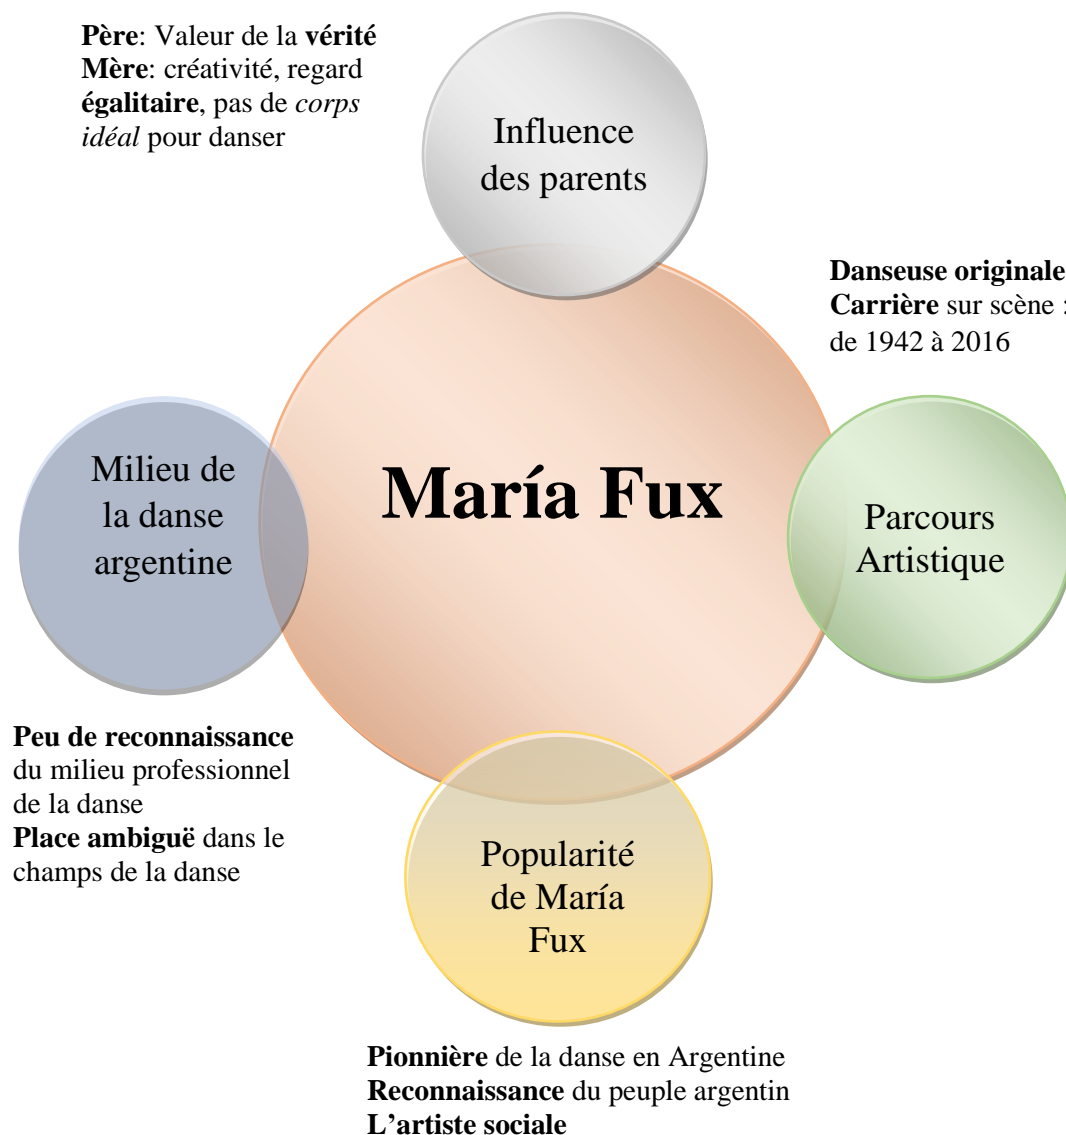 Père: Valeur de la vérité
Mère: créativité, regard
égalitaire, pas de corps
idéal pour danser
Influence
des parents
Danseuse originale
Carrière sur scène :
de 1942 à 2016
Milieu de
la danse
argentine
María Fux
Parcours
Artistique
Peu de reconnaissance
du milieu professionnel
de la danse
Place ambiguë dans le
champs de la danse
Popularité
de María
Fux
Pionnière de la danse en Argentine
Reconnaissance du peuple argentin
L’artiste sociale